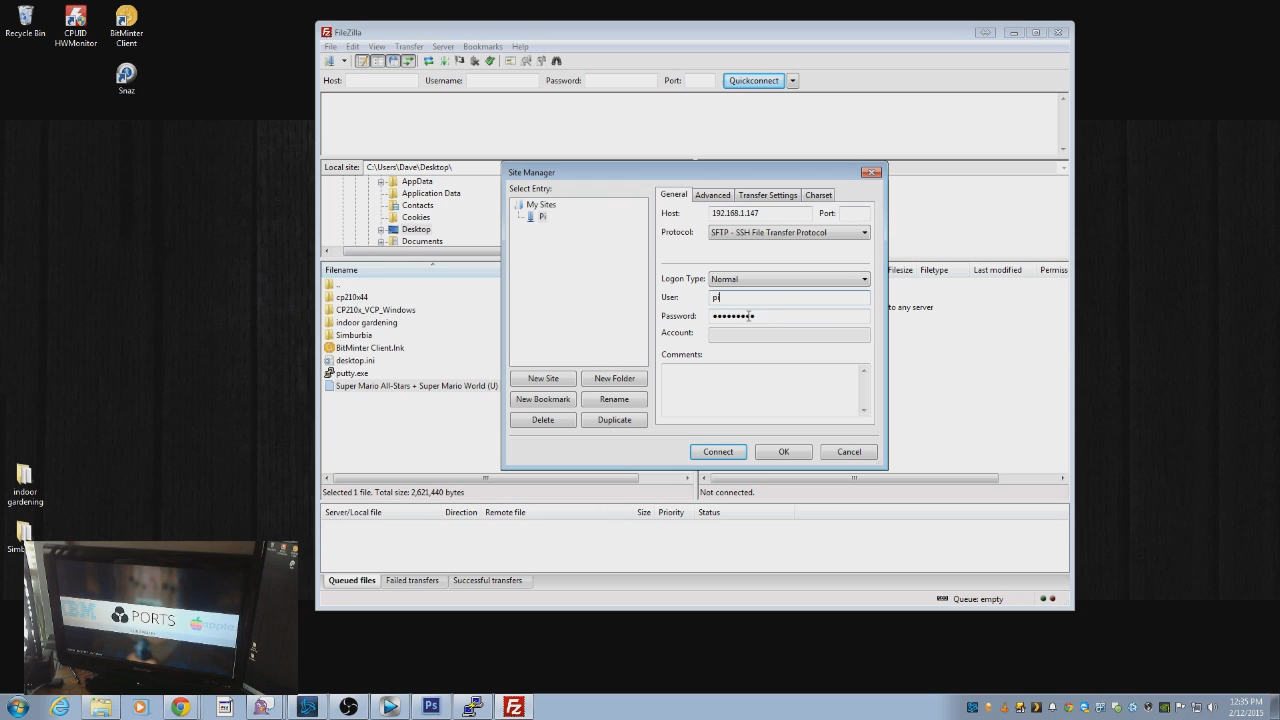 Recycle Bin
CPUID HWMonitor
BitMinter Client
Snaz
FileZilla
File Edit View Transfer Server Bookmarks Help
Host: Username: Password: Port: Quickconnect
Local site: C:\Users\Dave\Desktop\
AppData
Application Data
Contacts
Cookies
Desktop
Documents
Filename
..
cp210x44
CP210x_VCP_Windows
indoor gardening
Simburbia
BitMinter Client.lnk
desktop.ini
putty.exe
Super Mario All-Stars + Super Mario World (U)
Selected 1 file. Total size: 2,621,440 bytes
Site Manager
Select Entry:
My Sites
Pi
New Site New Folder
New Bookmark Rename
Delete Duplicate
General Advanced Transfer Settings Charset
Host: 192.168.1.147 Port:
Protocol: SFTP - SSH File Transfer Protocol
Logon Type: Normal
User: pi
Password: ●●●●●●●●●
Account:
Comments:
Connect OK Cancel
Filesize Filetype Last modified Permiss
to any server
Not connected.
Server/Local file Direction Remote file Size Priority Status
Queued files Failed transfers Successful transfers
Queue: empty
indoor gardening
IBM PORTS apple
12:35 PM
2/12/2015